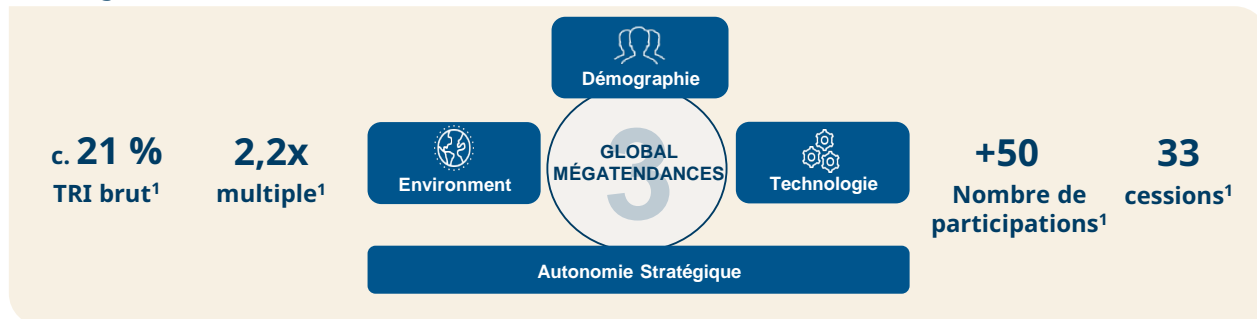 Démographie
c. 21 %
TRI brut¹
2,2x
multiple¹
Environment
3
GLOBAL
MÉGATENDANCES
Technologie
+50
Nombre de
participations¹
33
cessions¹
Autonomie Stratégique